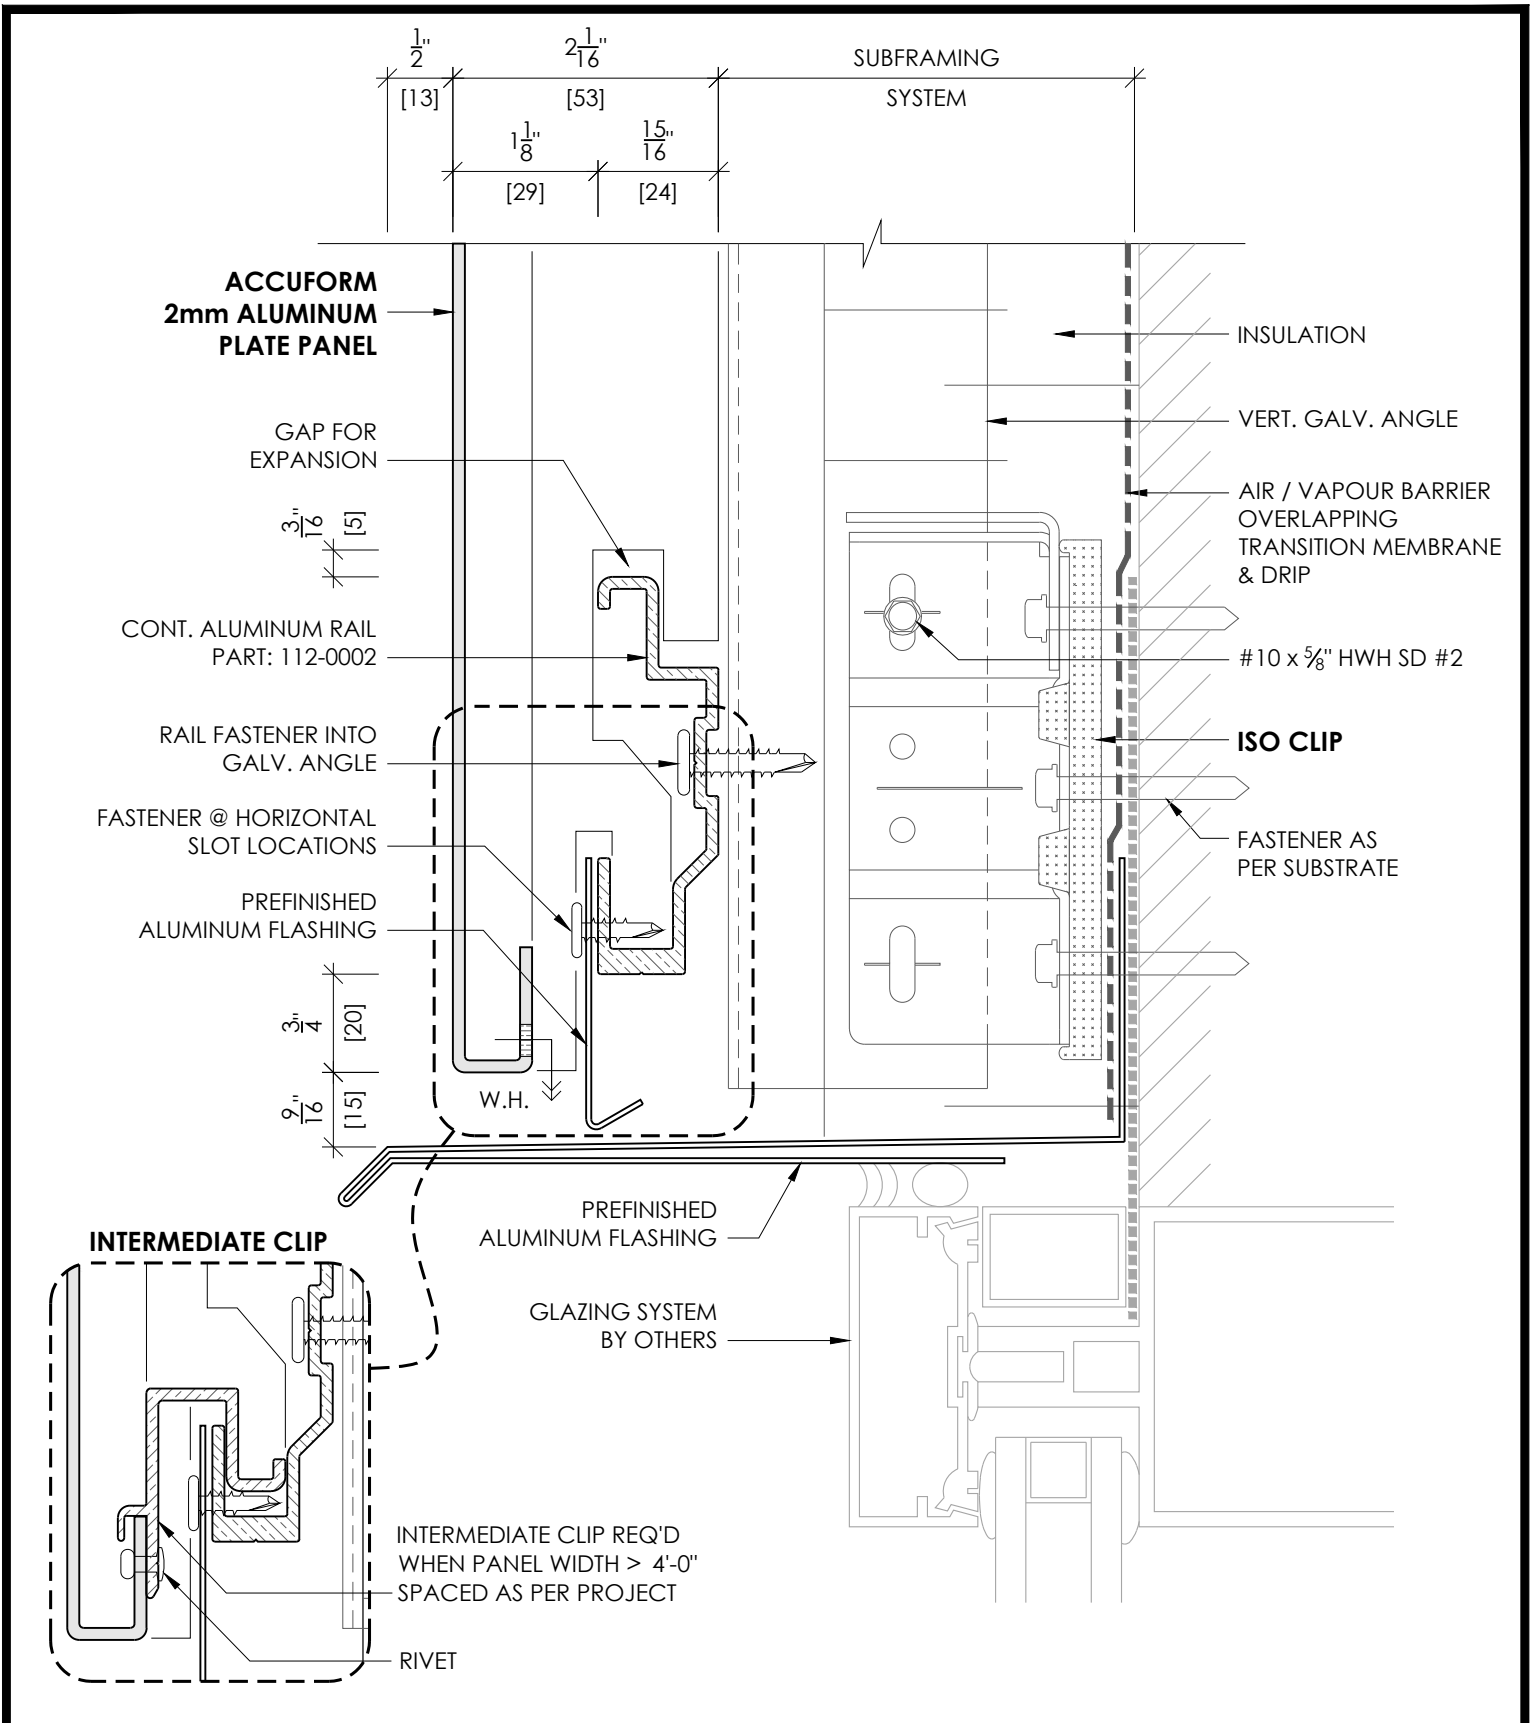 1/2"
[13]
2 1/16"
[53]
SUBFRAMING
SYSTEM
1 1/8"
[29]
15/16"
[24]
ACCUFORM
2mm ALUMINUM
PLATE PANEL
GAP FOR
EXPANSION
3/16"
[5]
CONT. ALUMINUM RAIL
PART: 112-0002
RAIL FASTENER INTO
GALV. ANGLE
FASTENER @ HORIZONTAL
SLOT LOCATIONS
PREFINISHED
ALUMINUM FLASHING
3/4"
[20]
9/16"
[15]
W.H.
INSULATION
VERT. GALV. ANGLE
AIR / VAPOUR BARRIER
OVERLAPPING
TRANSITION MEMBRANE
& DRIP
#10 x 5/8" HWH SD #2
ISO CLIP
FASTENER AS
PER SUBSTRATE
PREFINISHED
ALUMINUM FLASHING
GLAZING SYSTEM
BY OTHERS
INTERMEDIATE CLIP
INTERMEDIATE CLIP REQ'D
WHEN PANEL WIDTH > 4'-0"
SPACED AS PER PROJECT
RIVET